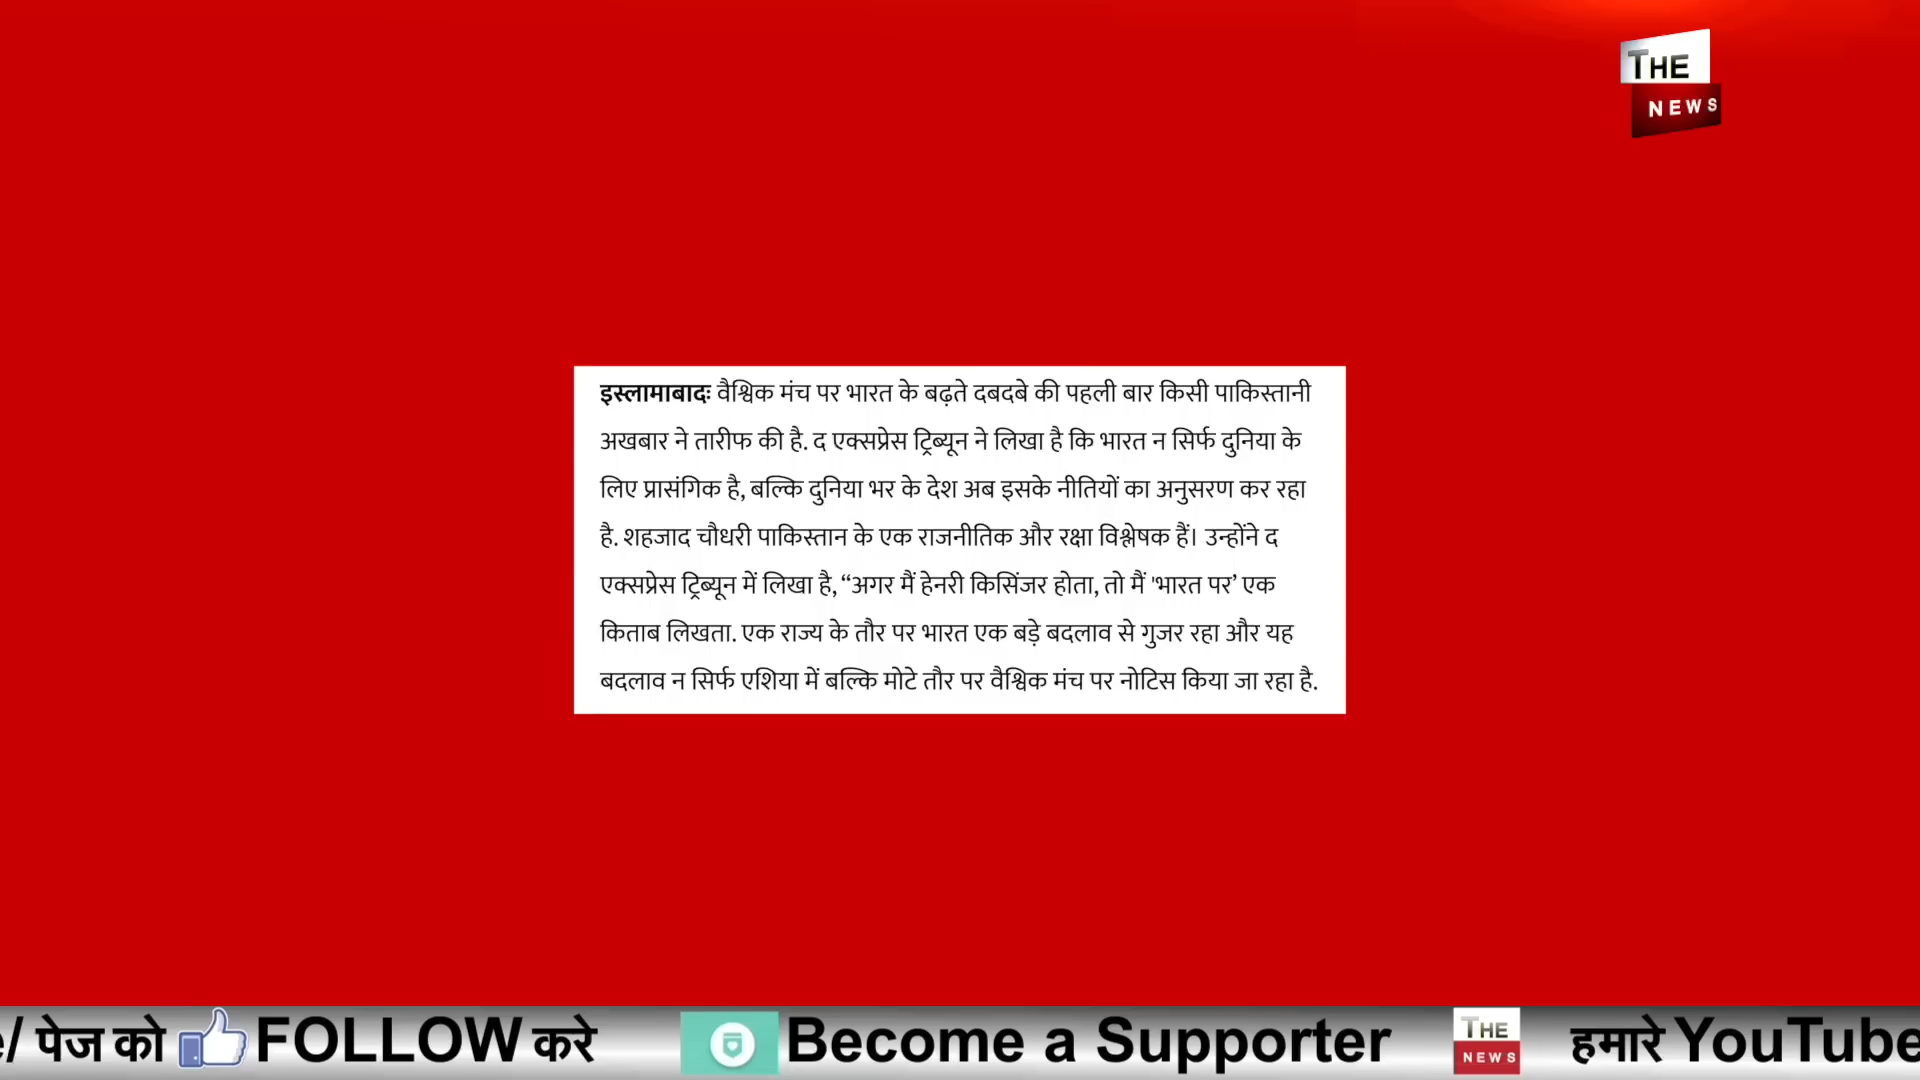 THE
NEWS
इस्लामाबादः वैश्विक मंच पर भारत के बढ़ते दबदबे की पहली बार किसी पाकिस्तानी
अखबार ने तारीफ की है. द एक्सप्रेस ट्रिब्यून ने लिखा है कि भारत न सिर्फ दुनिया के
लिए प्रासंगिक है, बल्कि दुनिया भर के देश अब इसके नीतियों का अनुसरण कर रहा
है. शहजाद चौधरी पाकिस्तान के एक राजनीतिक और रक्षा विश्लेषक हैं। उन्होंने द
एक्सप्रेस ट्रिब्यून में लिखा है, “अगर मैं हेनरी किसिंजर होता, तो मैं 'भारत पर’ एक
किताब लिखता. एक राज्य के तौर पर भारत एक बड़े बदलाव से गुजर रहा और यह
बदलाव न सिर्फ एशिया में बल्कि मोटे तौर पर वैश्विक मंच पर नोटिस किया जा रहा है.
e/ पेज को FOLLOW करे Become a Supporter THE NEWS हमारे YouTube